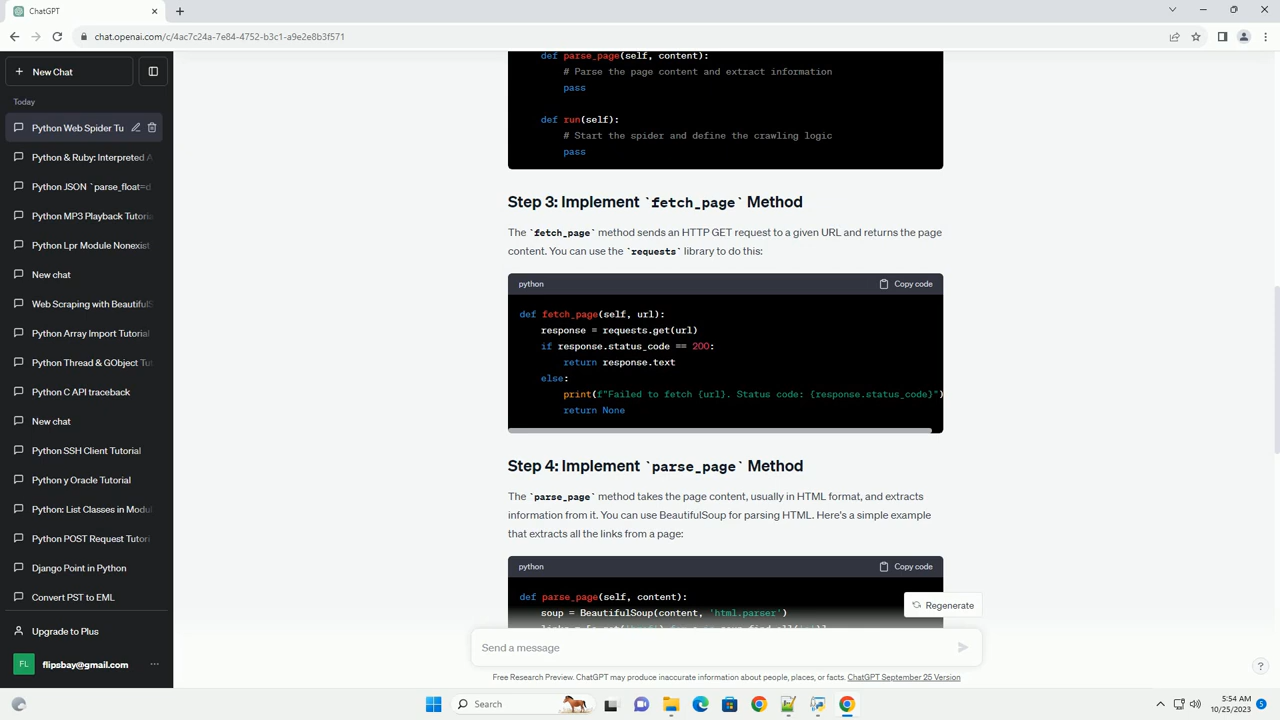 ChatGPT
chat.openai.com/c/4ac7c24a-7e84-4752-b3c1-a9e2e8b3f571
New Chat
Today
Python Web Spider Tu
Python & Ruby: Interpreted A
Python JSON `parse_float=d
Python MP3 Playback Tutoria
Python Lpr Module Nonexist
New chat
Web Scraping with BeautifulS
Python Array Import Tutorial
Python Thread & GObject Tut
Python C API traceback
New chat
Python SSH Client Tutorial
Python y Oracle Tutorial
Python: List Classes in Modul
Python POST Request Tutori
Django Point in Python
Convert PST to EML
Upgrade to Plus
flipsbay@gmail.com
def parse_page(self, content):
# Parse the page content and extract information
pass
def run(self):
# Start the spider and define the crawling logic
pass
Step 3: Implement `fetch_page` Method
The `fetch_page` method sends an HTTP GET request to a given URL and returns the page
content. You can use the `requests` library to do this:
python
Copy code
def fetch_page(self, url):
response = requests.get(url)
if response.status_code == 200:
return response.text
else:
print(f"Failed to fetch {url}. Status code: {response.status_code}")
return None
Step 4: Implement `parse_page` Method
The `parse_page` method takes the page content, usually in HTML format, and extracts
information from it. You can use BeautifulSoup for parsing HTML. Here's a simple example
that extracts all the links from a page:
python
Copy code
def parse_page(self, content):
soup = BeautifulSoup(content, 'html.parser')
Regenerate
Send a message
Free Research Preview. ChatGPT may produce inaccurate information about people, places, or facts. ChatGPT September 25 Version
?
Search
5:54 AM
10/25/2023
5